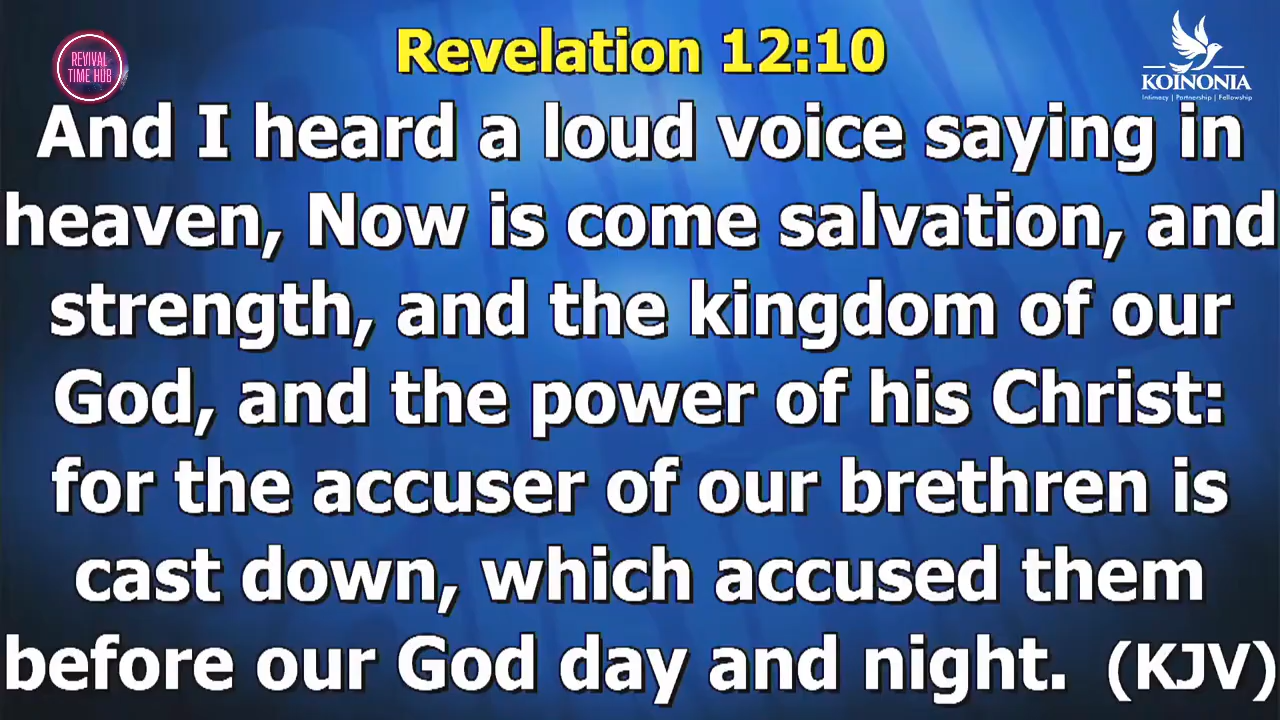 REVIVAL
TIME HUB
Revelation 12:10
KOINONIA
Intimacy | Partnership | Fellowship
And I heard a loud voice saying in
heaven, Now is come salvation, and
strength, and the kingdom of our
God, and the power of his Christ:
for the accuser of our brethren is
cast down, which accused them
before our God day and night. (KJV)